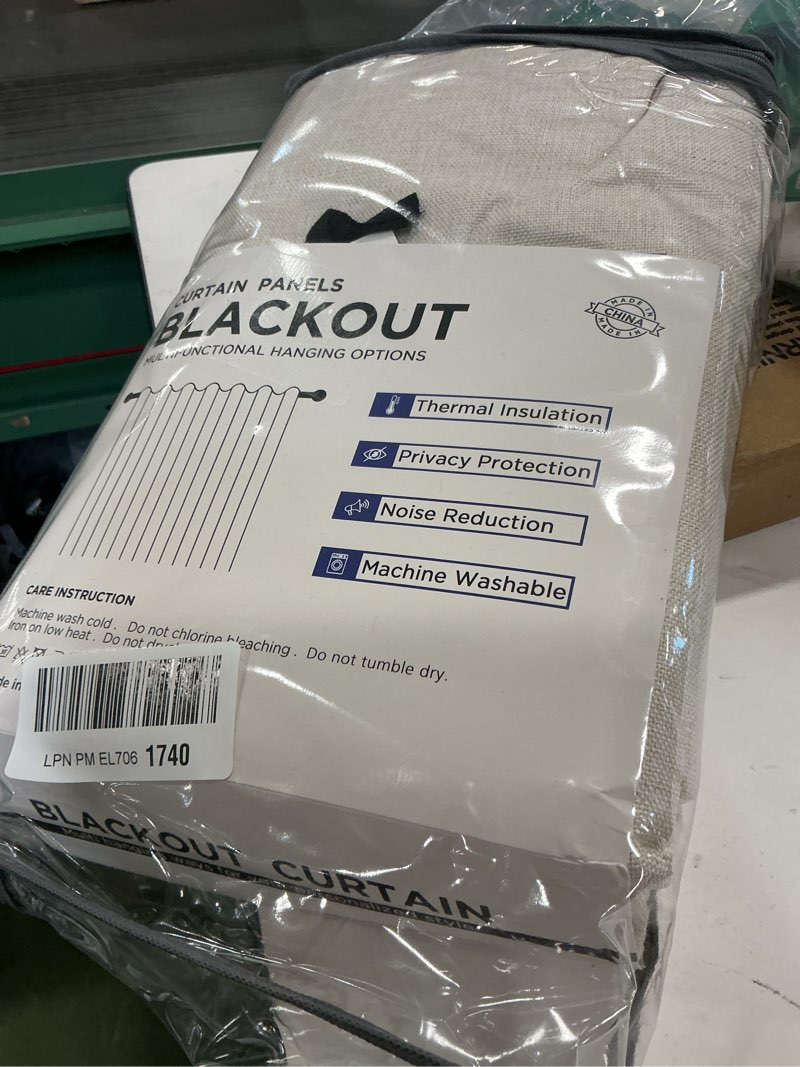 CURTAIN PANELS
BLACKOUT
MULTIFUNCTIONAL HANGING OPTIONS
MADE IN
CHINA
MADE IN
Thermal Insulation
Privacy Protection
Noise Reduction
Machine Washable
CARE INSTRUCTION
Machine wash cold. Do not chlorine bleaching. Do not tumble dry.
Iron on low heat. Do not
LPN PM EL706 1740
BLACKOUT CURTAIN